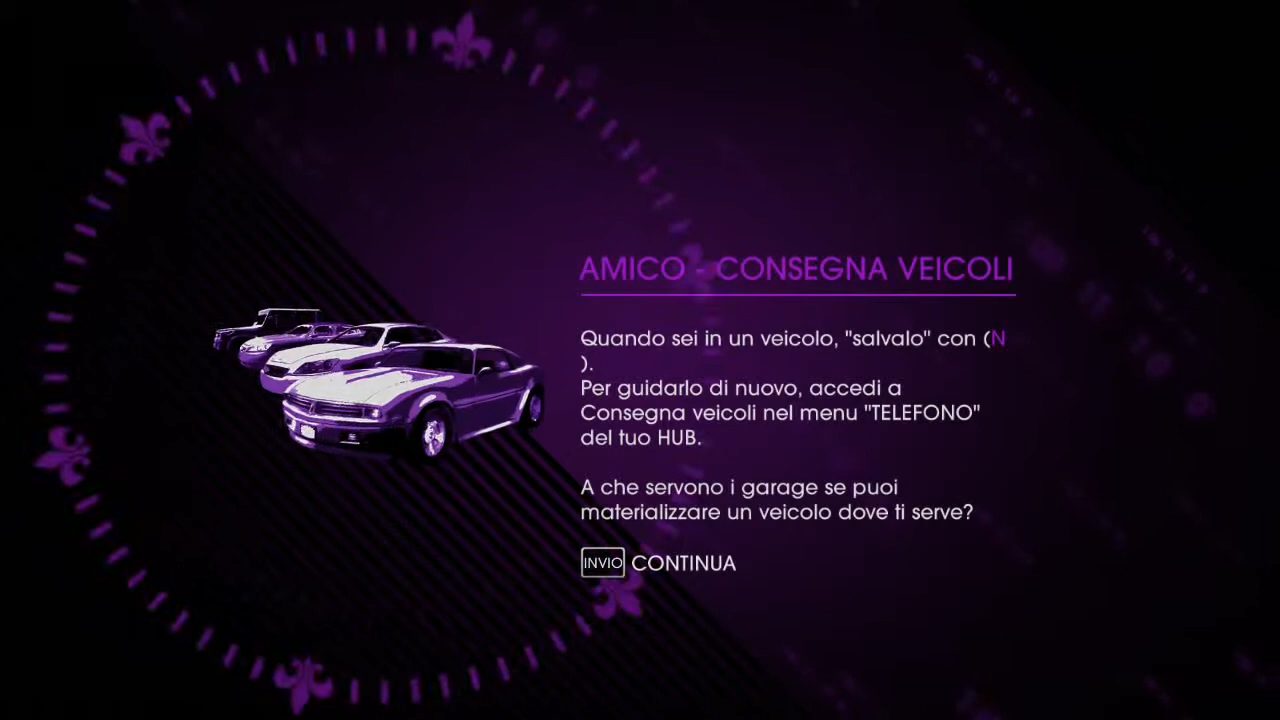 AMICO - CONSEGNA VEICOLI
Quando sei in un veicolo, "salvalo" con (N
).
Per guidarlo di nuovo, accedi a
Consegna veicoli nel menu "TELEFONO"
del tuo HUB.
A che servono i garage se puoi
materializzare un veicolo dove ti serve?
INVIO CONTINUA